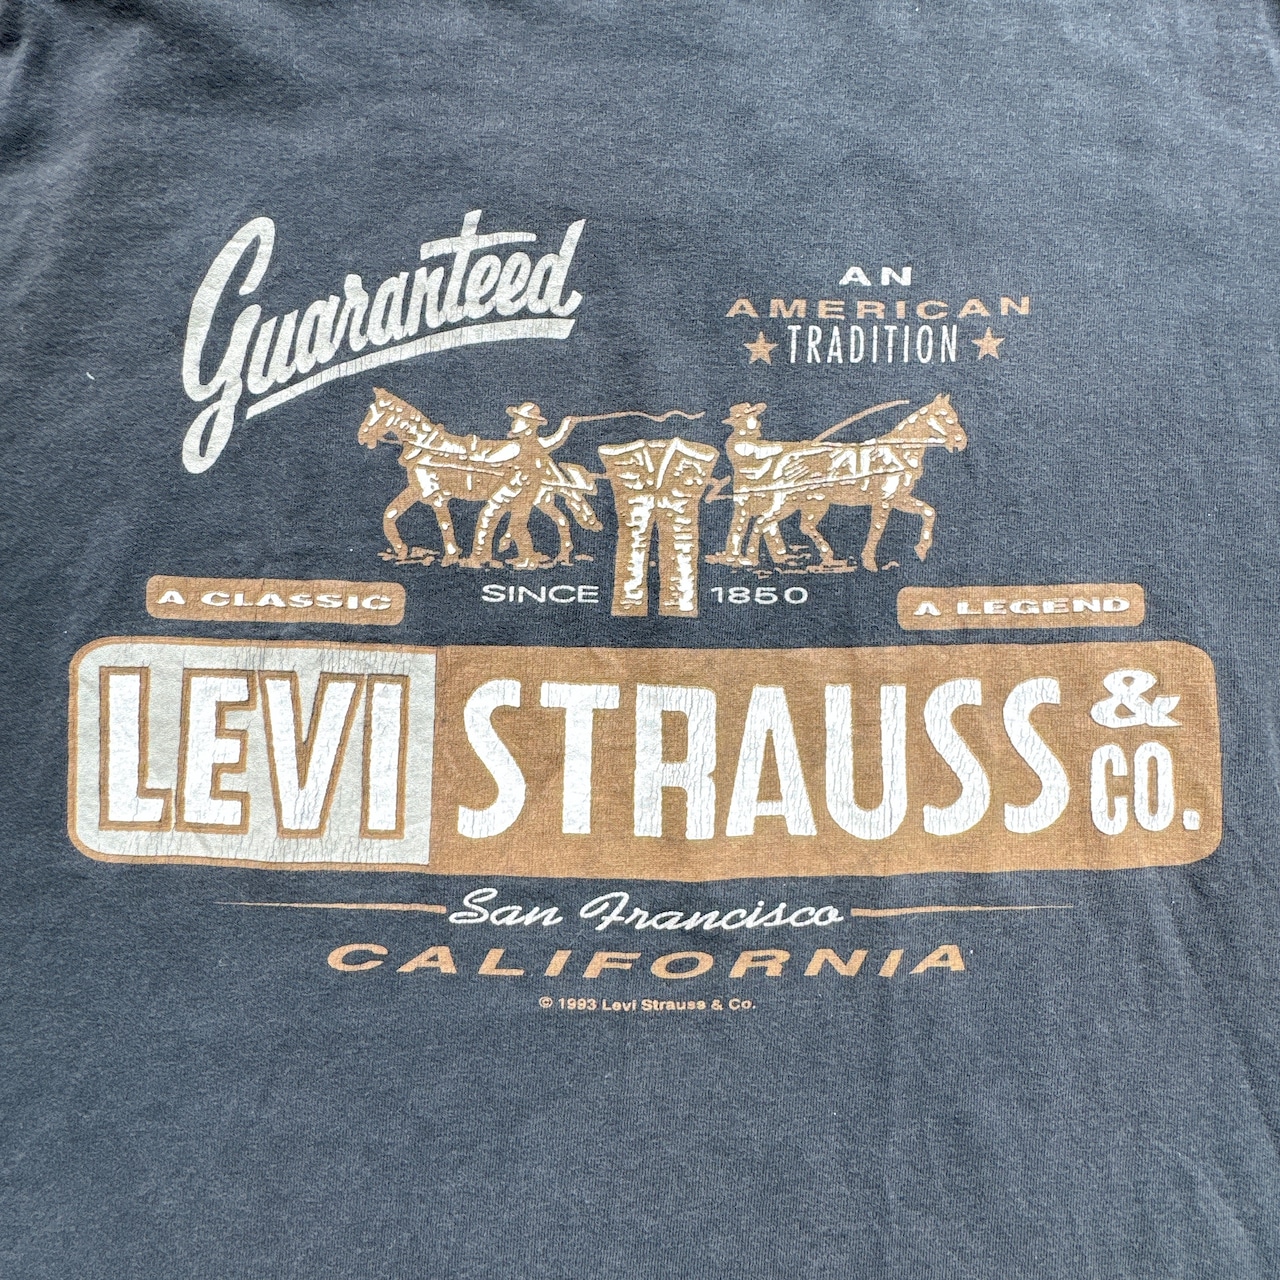 Guaranteed
AN
AMERICAN
TRADITION
SINCE 1850
A CLASSIC
A LEGEND
LEVI STRAUSS & CO.
San Francisco
CALIFORNIA
© 1993 Levi Strauss & Co.